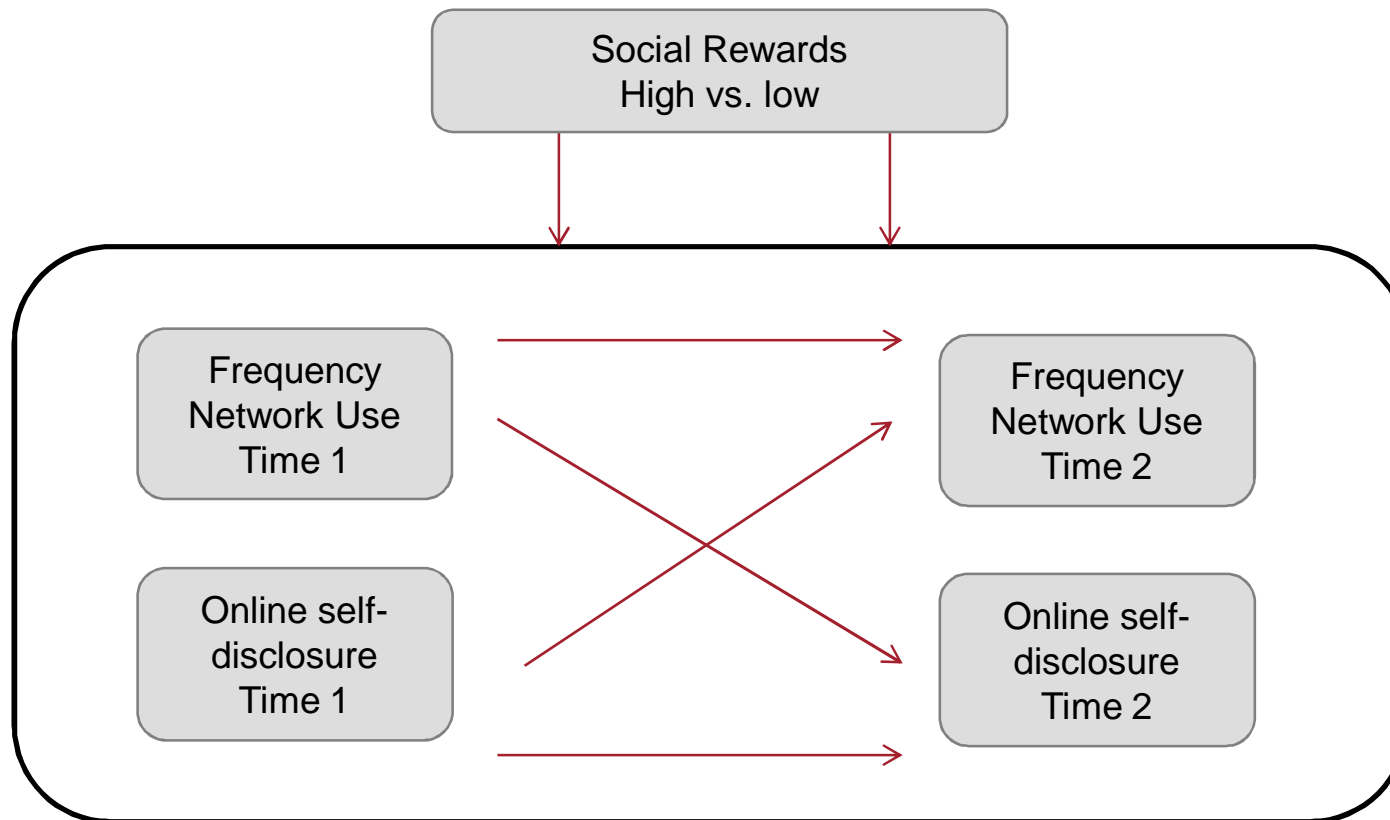 Social Rewards
High vs. low
Frequency
Network Use
Time 1
Frequency
Network Use
Time 2
Online self-
disclosure
Time 1
Online self-
disclosure
Time 2